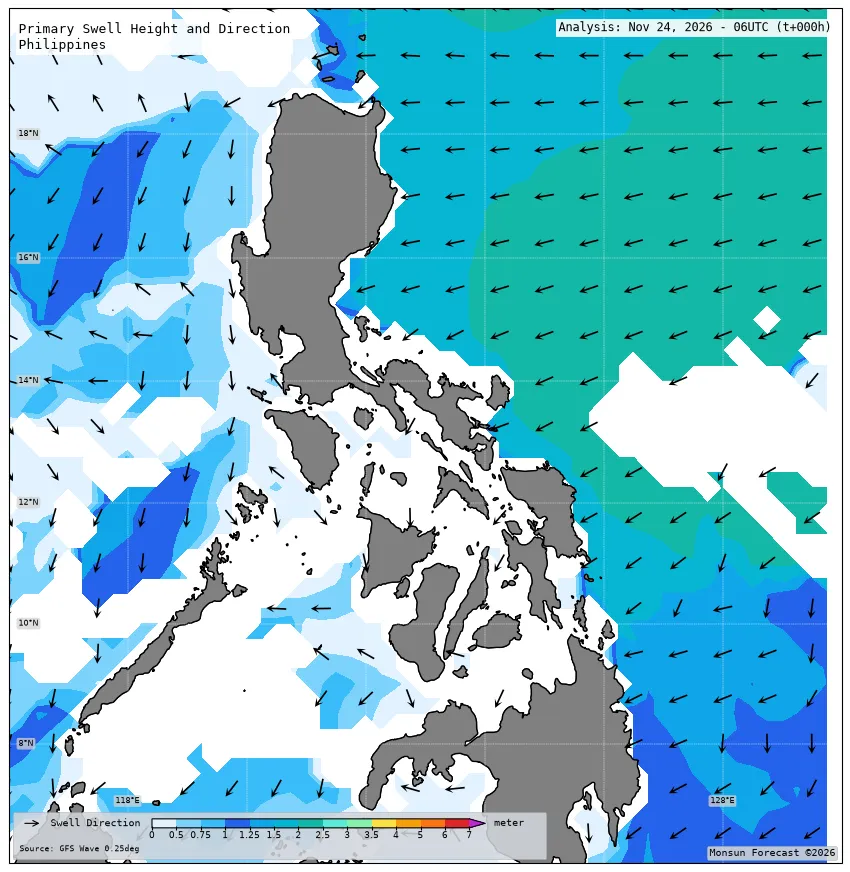 Primary Swell Height and Direction
Philippines
Analysis: Nov 24, 2026 - 06UTC (t+000h)
18°N
16°N
14°N
12°N
10°N
8°N
118°E
128°E
Swell Direction
meter
0 0.5 0.75 1 1.25 1.5 2 2.5 3 3.5 4 5 6 7
Source: GFS Wave 0.25deg
Monsun Forecast ©2026